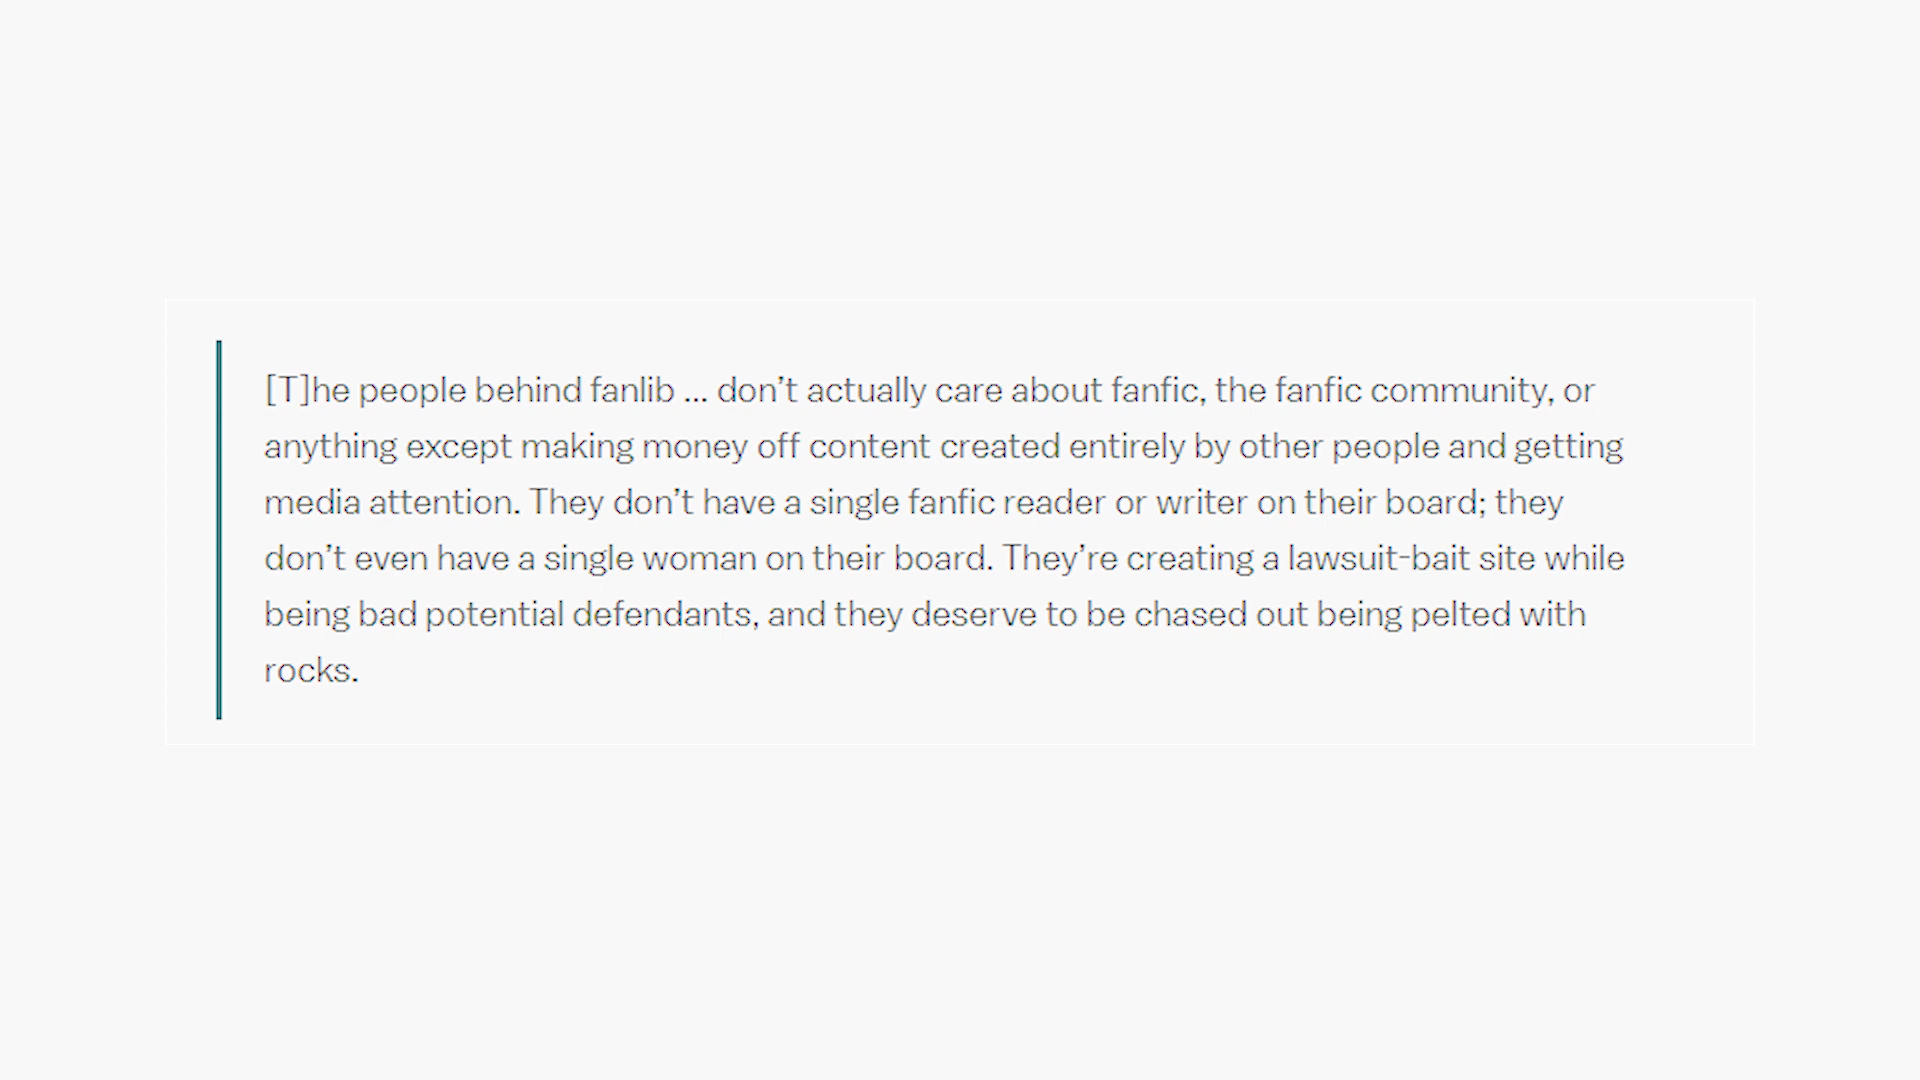 [T]he people behind fanlib ... don’t actually care about fanfic, the fanfic community, or
anything except making money off content created entirely by other people and getting
media attention. They don’t have a single fanfic reader or writer on their board; they
don’t even have a single woman on their board. They’re creating a lawsuit-bait site while
being bad potential defendants, and they deserve to be chased out being pelted with
rocks.